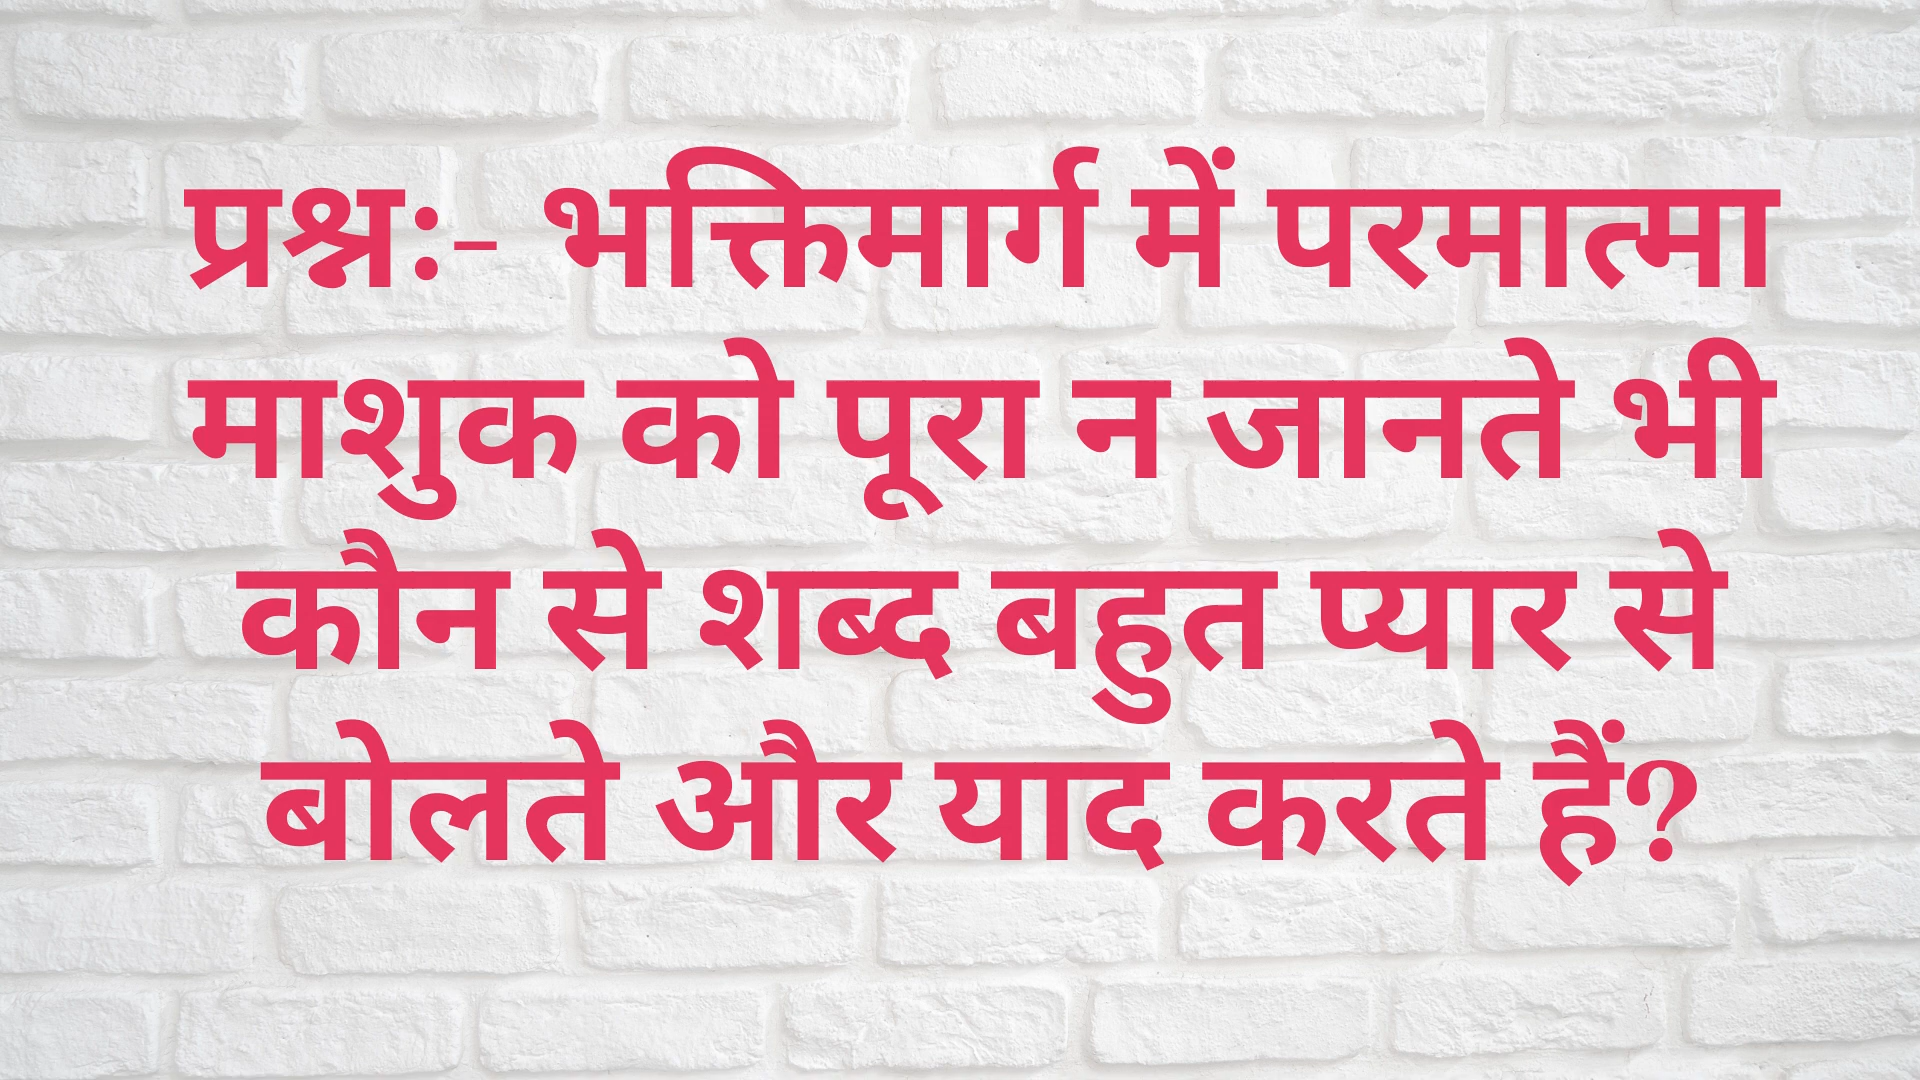 प्रश्न:- भक्तिमार्ग में परमात्मा
माशुक को पूरा न जानते भी
कौन से शब्द बहुत प्यार से
बोलते और याद करते हैं?